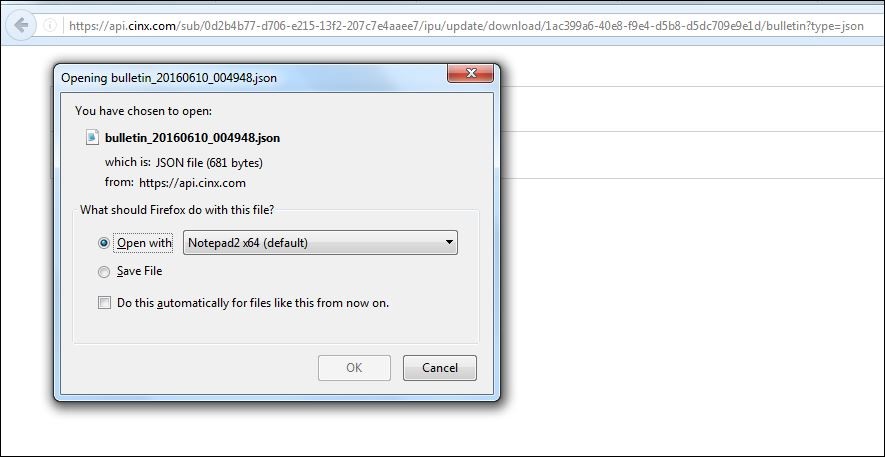 https://api.cinx.com/sub/0d2b4b77-d706-e215-13f2-207c7e4aaee7/ipu/update/download/1ac399a6-40e8-f9e4-d5b8-d5dc709e9e1d/bulletin?type=json
Opening bulletin_20160610_004948.json
You have chosen to open:
bulletin_20160610_004948.json
which is: JSON file (681 bytes)
from: https://api.cinx.com
What should Firefox do with this file?
Open with Notepad2 x64 (default)
Save File
Do this automatically for files like this from now on.
OK Cancel